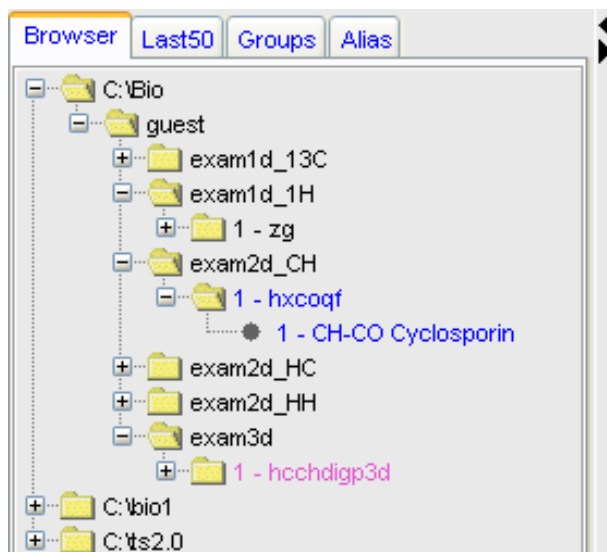 Browser Last50 Groups Alias
C:\Bio
guest
exam1d_13C
exam1d_1H
1 - zg
exam2d_CH
1 - hxcoqf
1 - CH-CO Cyclosporin
exam2d_HC
exam2d_HH
exam3d
1 - hcchdigp3d
C:\bio1
C:\ts2.0